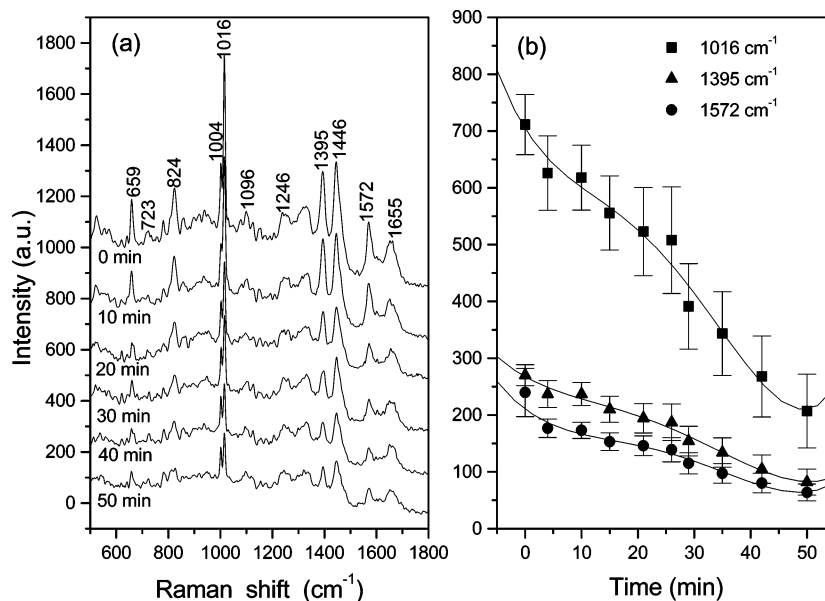 (a)
1016
1004
659
723
824
1096
1246
1395
1446
1572
1655
0 min
10 min
20 min
30 min
40 min
50 min
1800
1600
1400
1200
1000
800
600
400
200
0
Intensity (a.u.)
600 800 1000 1200 1400 1600 1800
Raman shift (cm⁻¹)
(b)
1016 cm⁻¹
1395 cm⁻¹
1572 cm⁻¹
900
800
700
600
500
400
300
200
100
0
0 10 20 30 40 50
Time (min)